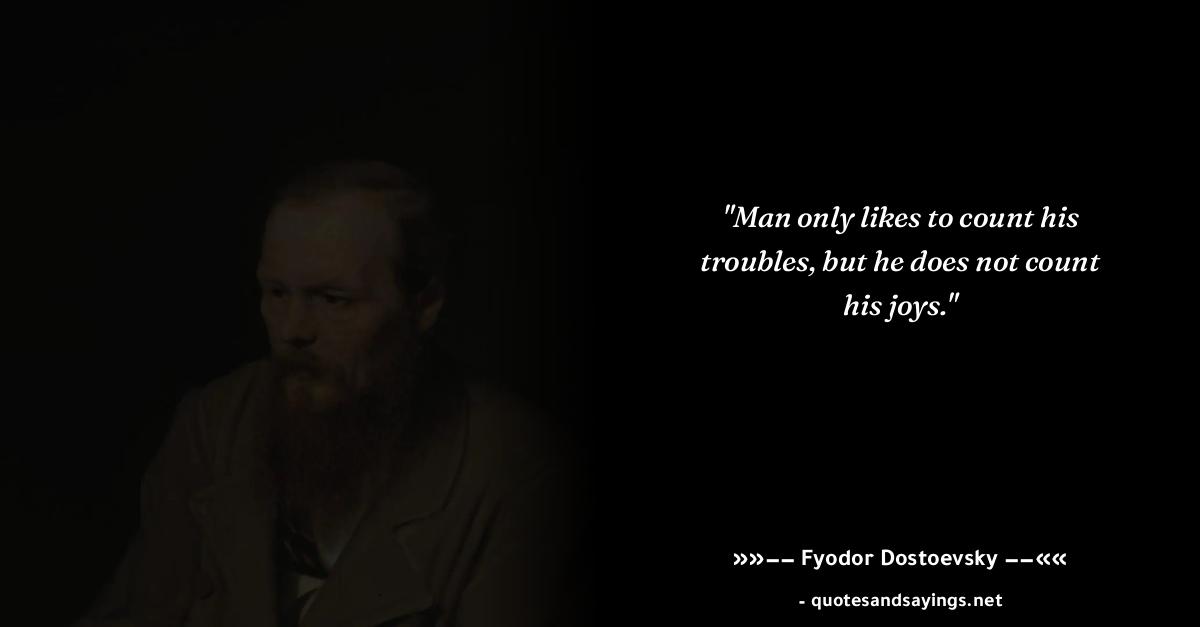 "Man only likes to count his
troubles, but he does not count
his joys."
»»–– Fyodor Dostoevsky ––««
- quotesandsayings.net